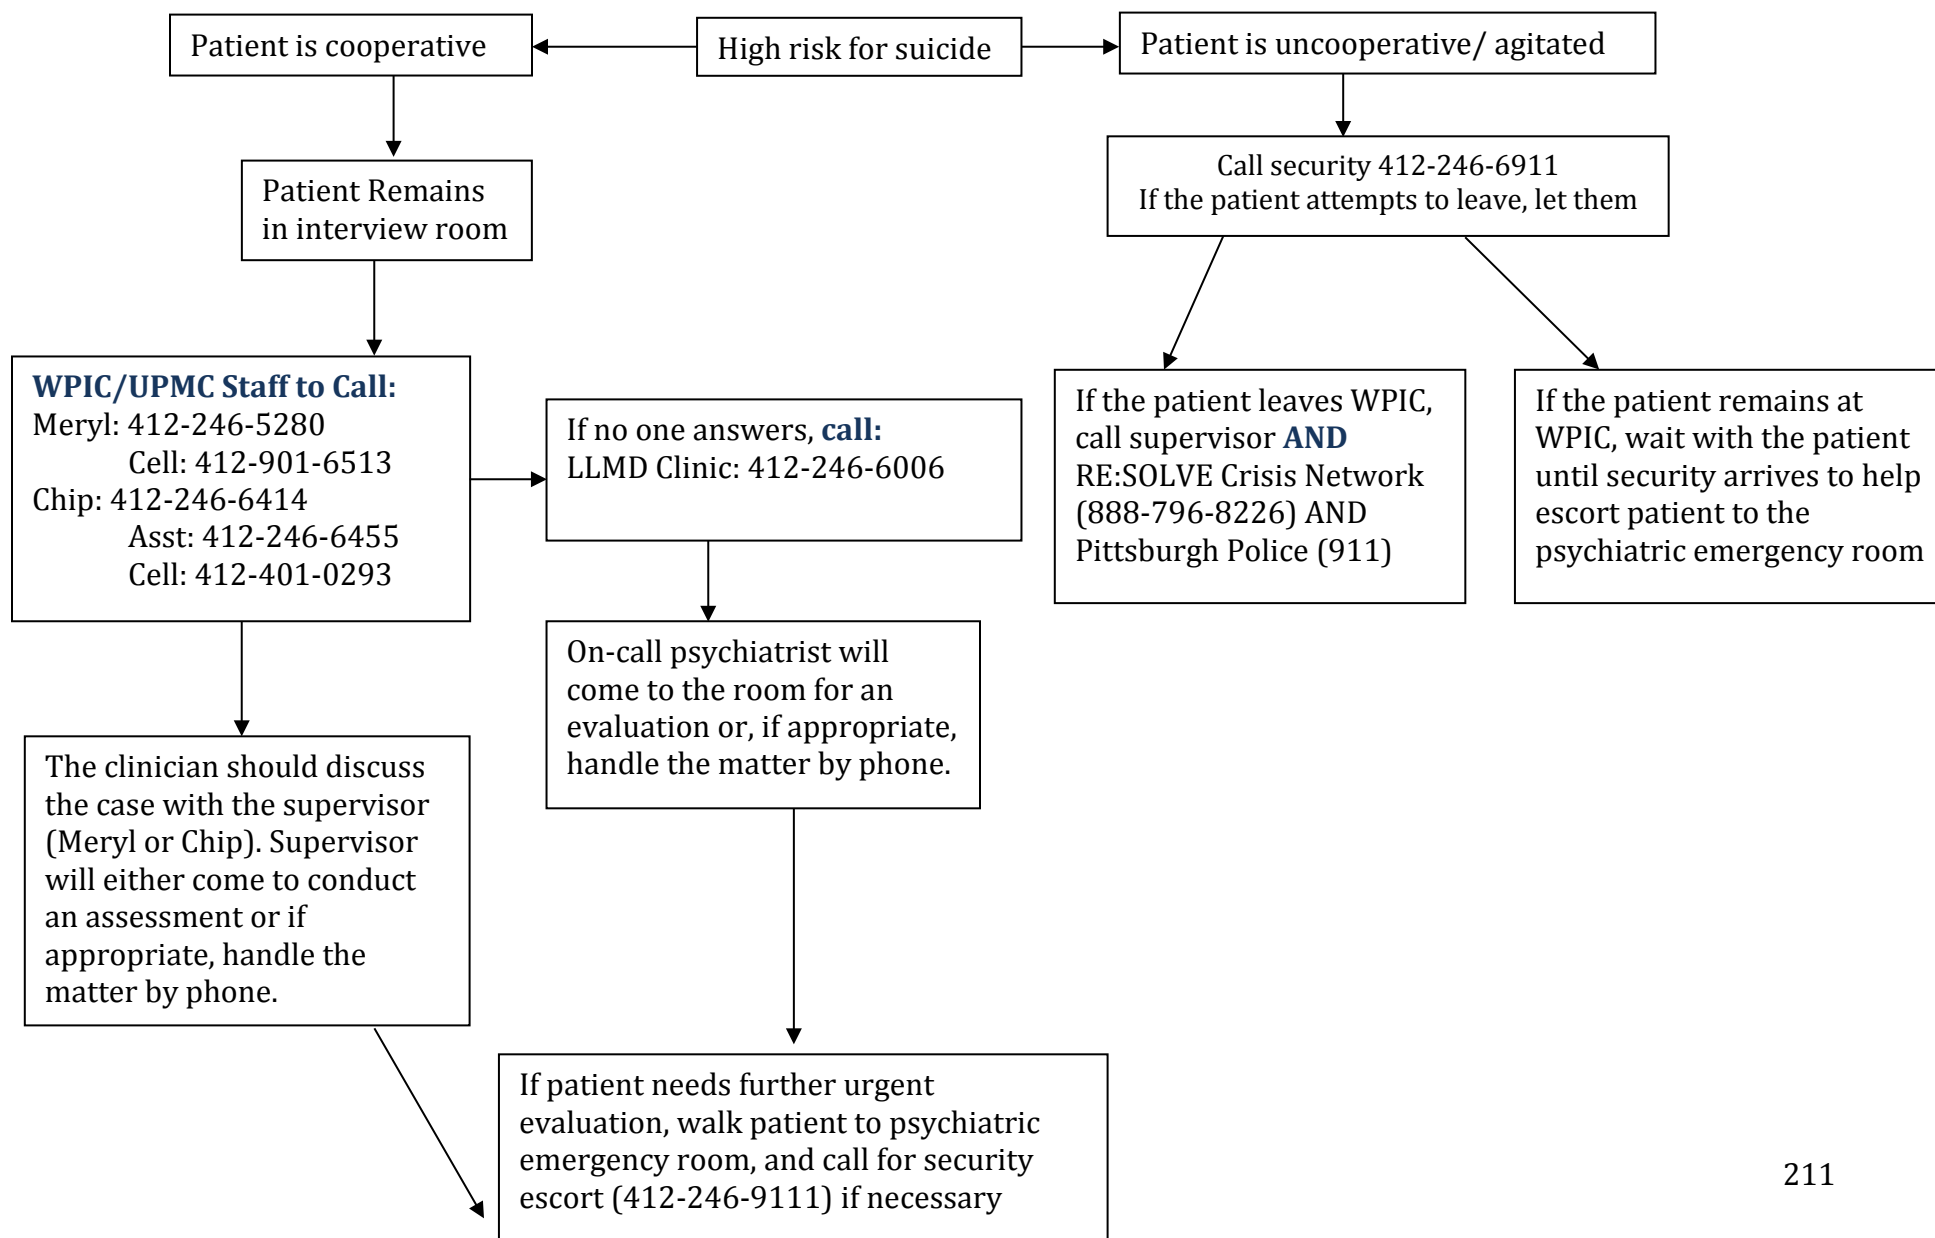 Patient is cooperative
High risk for suicide
Patient is uncooperative/ agitated
Patient Remains
in interview room
Call security 412-246-6911
If the patient attempts to leave, let them
WPIC/UPMC Staff to Call:
Meryl: 412-246-5280
Cell: 412-901-6513
Chip: 412-246-6414
Asst: 412-246-6455
Cell: 412-401-0293
If no one answers, call:
LLMD Clinic: 412-246-6006
If the patient leaves WPIC,
call supervisor AND
RE:SOLVE Crisis Network
(888-796-8226) AND
Pittsburgh Police (911)
If the patient remains at
WPIC, wait with the patient
until security arrives to help
escort patient to the
psychiatric emergency room
On-call psychiatrist will
come to the room for an
evaluation or, if appropriate,
handle the matter by phone.
The clinician should discuss
the case with the supervisor
(Meryl or Chip). Supervisor
will either come to conduct
an assessment or if
appropriate, handle the
matter by phone.
If patient needs further urgent
evaluation, walk patient to psychiatric
emergency room, and call for security
escort (412-246-9111) if necessary
211